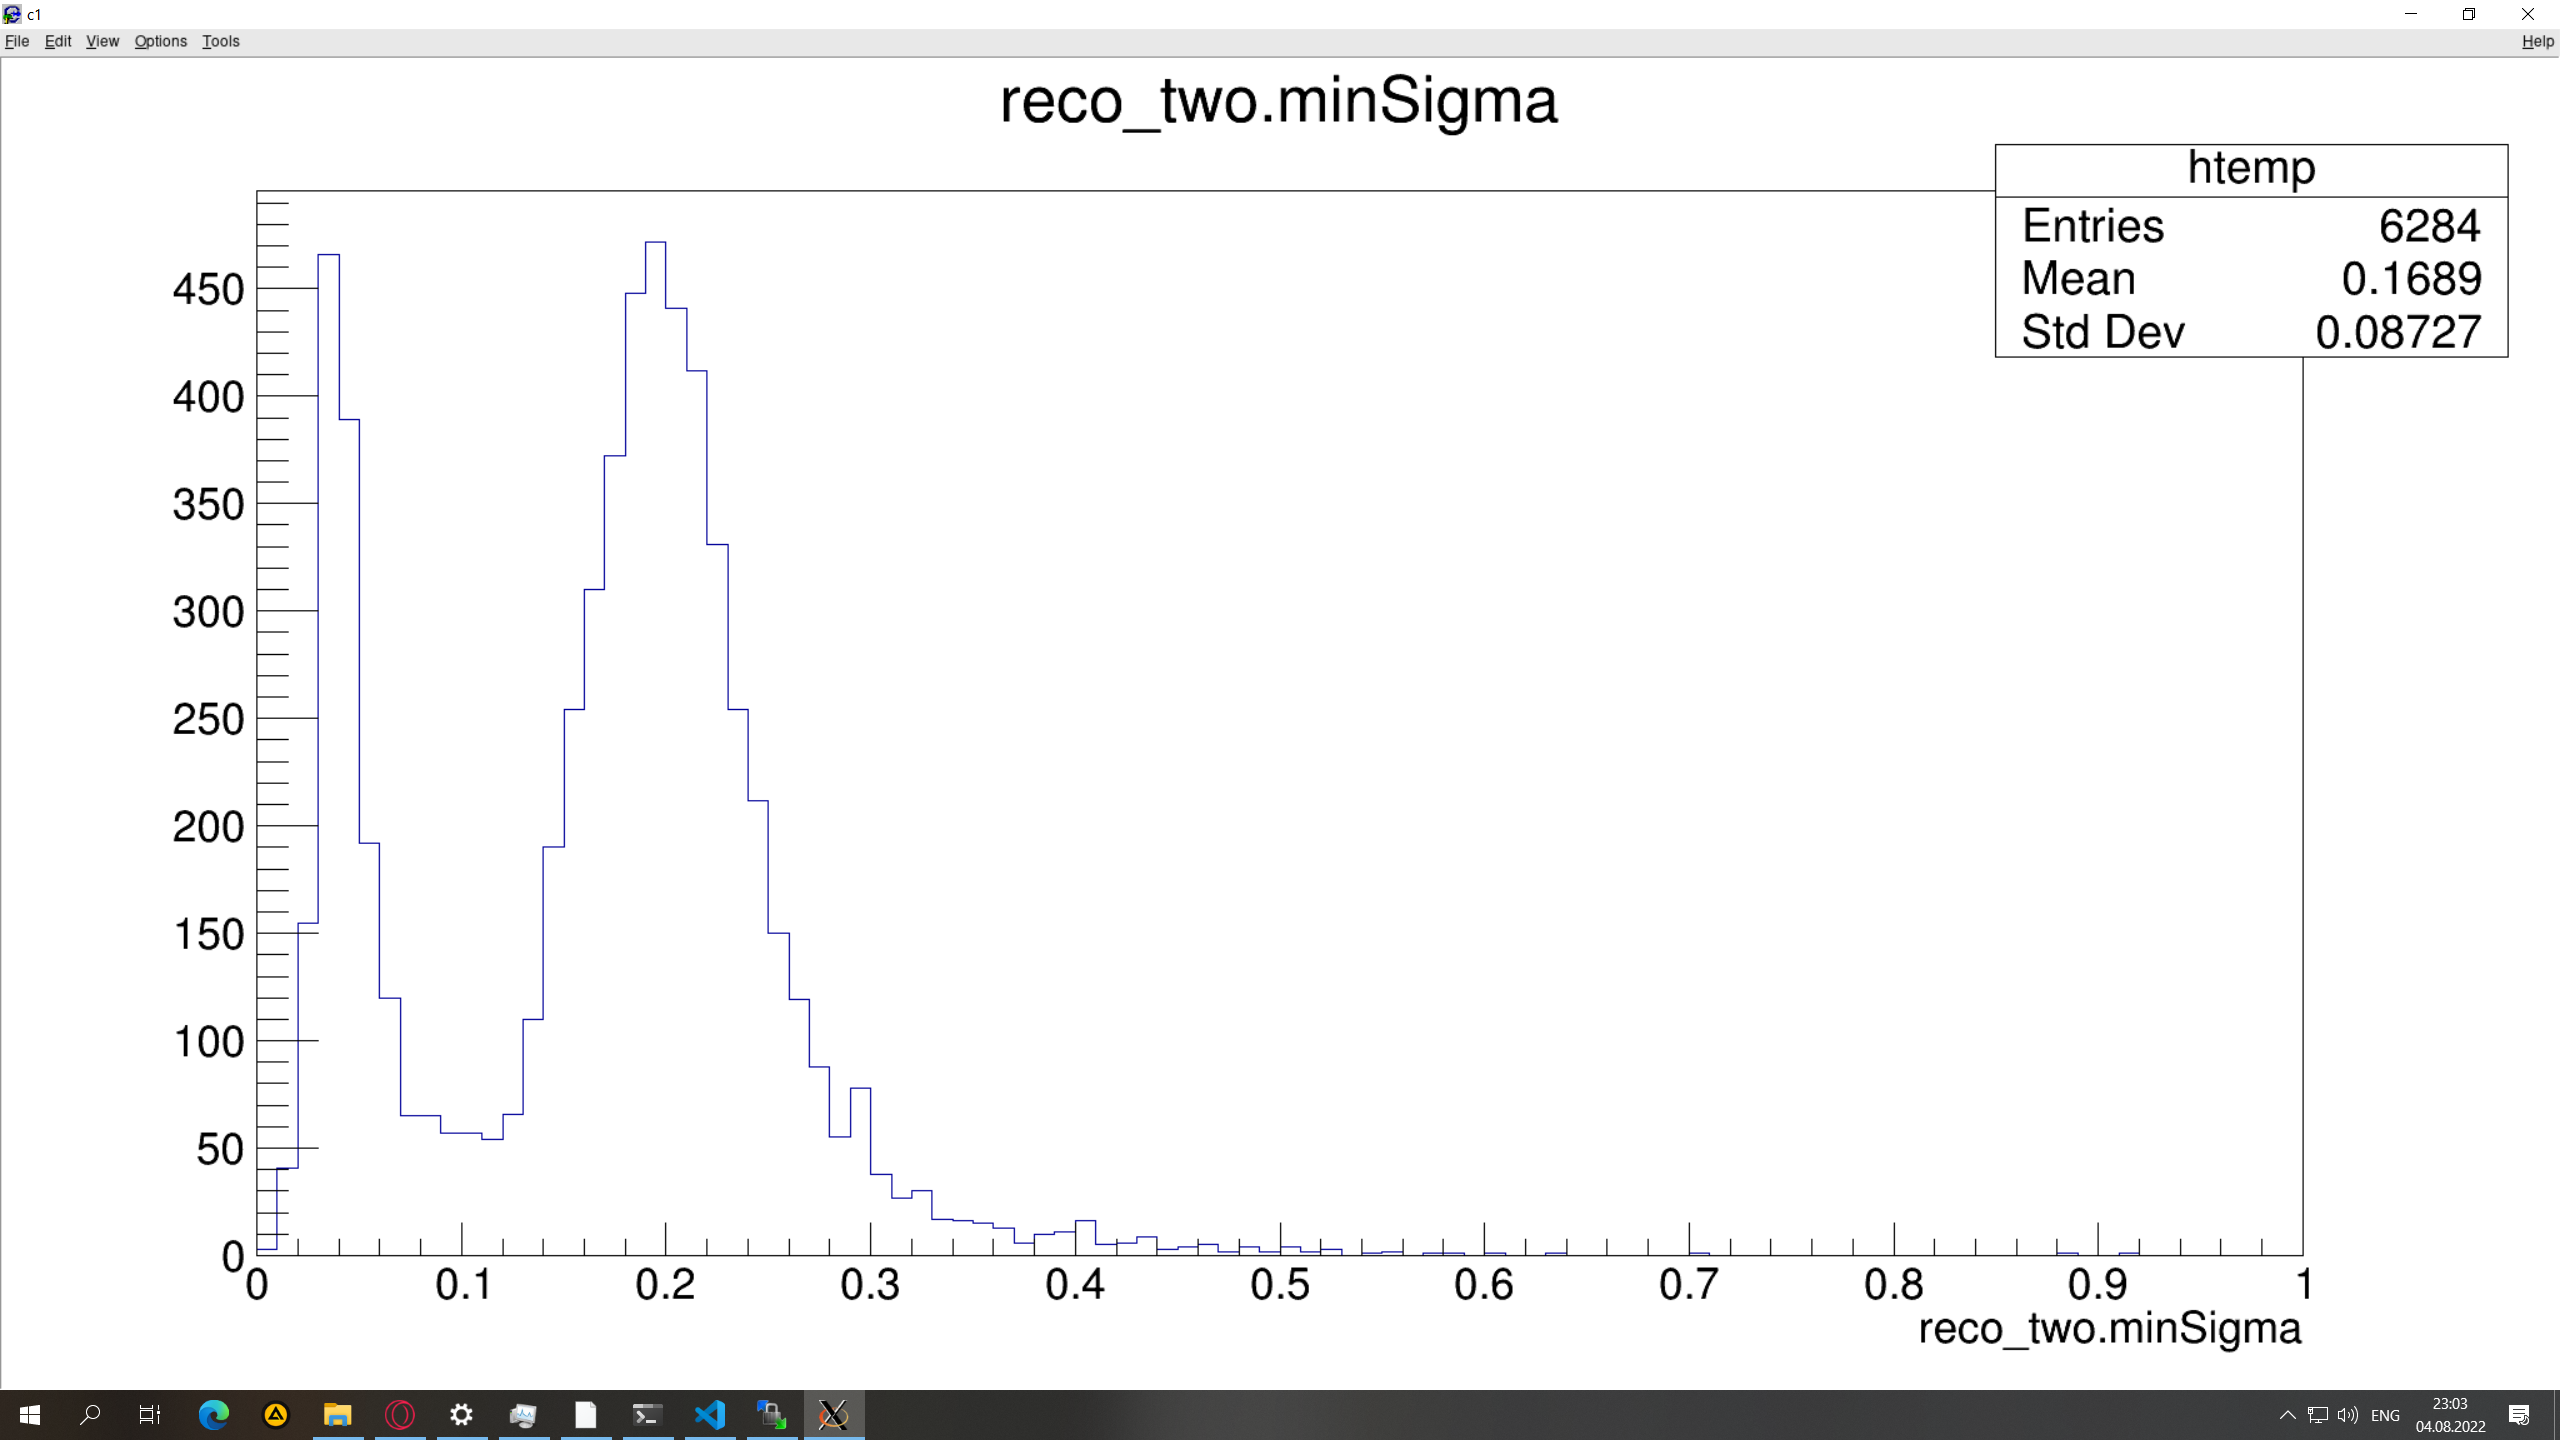 c1
File Edit View Options Tools Help
reco_two.minSigma
htemp
Entries 6284
Mean 0.1689
Std Dev 0.08727
450
400
350
300
250
200
150
100
50
0
0 0.1 0.2 0.3 0.4 0.5 0.6 0.7 0.8 0.9 1
reco_two.minSigma
ENG
23:03
04.08.2022